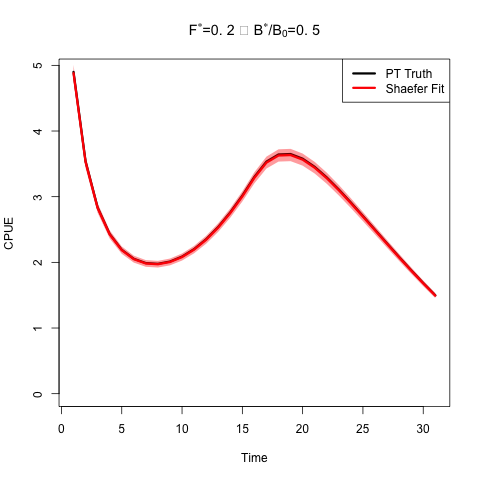 F*=0. 2 □ B*/B₀=0. 5
PT Truth
Shaefer Fit
CPUE
5
4
3
2
1
0
0 5 10 15 20 25 30
Time